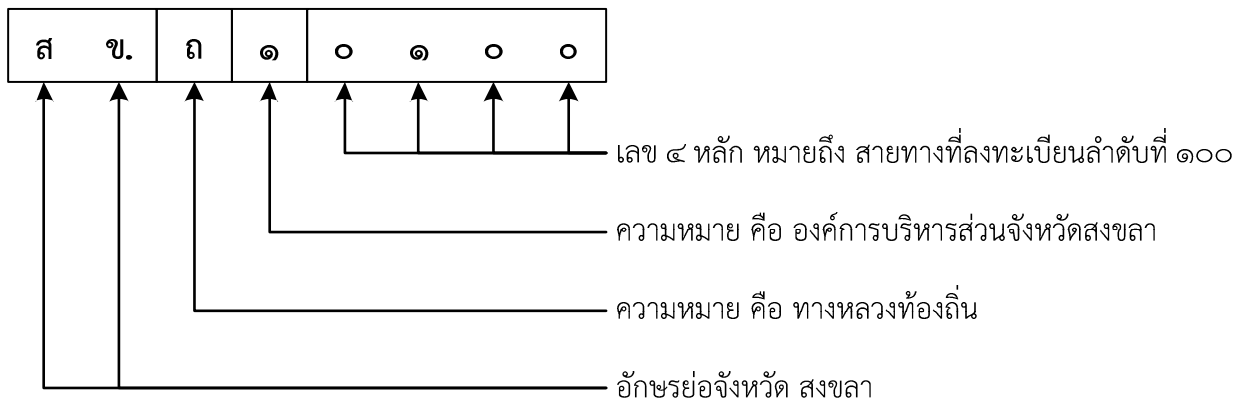 ส ข. ถ ๑ ๐ ๑ ๐ ๐
เลข ๔ หลัก หมายถึง สายทางที่ลงทะเบียนลำดับที่ ๑๐๐
ความหมาย คือ องค์การบริหารส่วนจังหวัดสงขลา
ความหมาย คือ ทางหลวงท้องถิ่น
อักษรย่อจังหวัด สงขลา